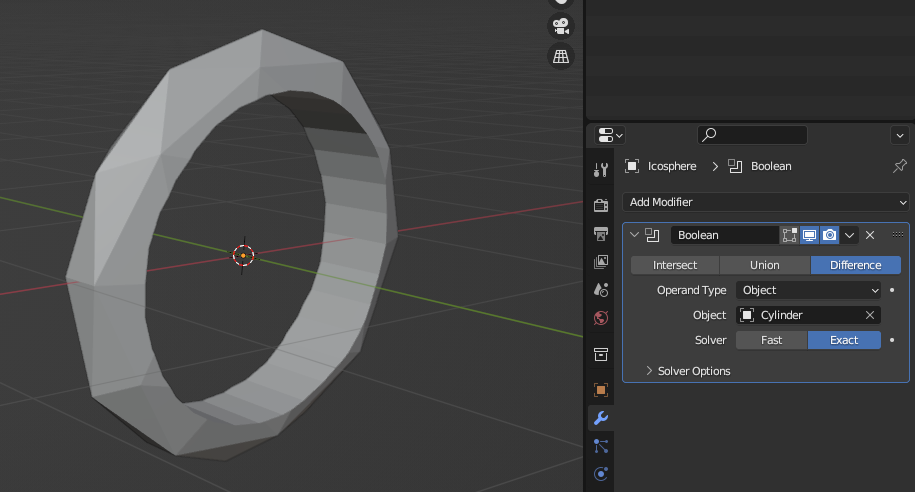 Icosphere > Boolean
Add Modifier
Boolean
Intersect Union Difference
Operand Type Object
Object Cylinder
Solver Fast Exact
Solver Options